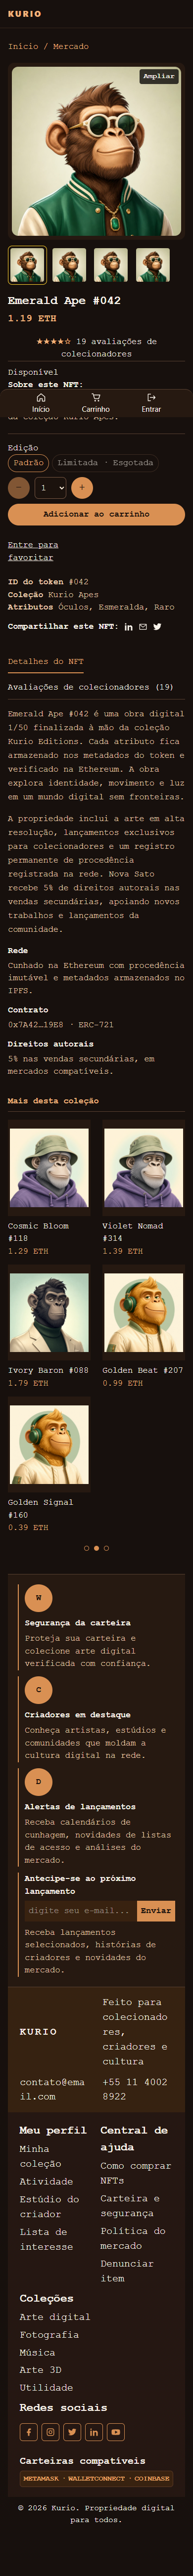 KURIO
Início / Mercado
Ampliar
Emerald Ape #042
1.19 ETH
★★★★☆ 19 avaliações de
colecionadores
Disponível
Sobre este NFT:
Início
Carrinho
Entrar
da coleção Kurio Apes.
Edição
Padrão
Limitada · Esgotada
−
1
+
Adicionar ao carrinho
Entre para
favoritar
ID do token #042
Coleção Kurio Apes
Atributos Óculos, Esmeralda, Raro
Compartilhar este NFT:
Detalhes do NFT
Avaliações de colecionadores (19)
Emerald Ape #042 é uma obra digital
1/50 finalizada à mão da coleção
Kurio Editions. Cada atributo fica
armazenado nos metadados do token e
verificado na Ethereum. A obra
explora identidade, movimento e luz
em um mundo digital sem fronteiras.
A propriedade inclui a arte em alta
resolução, lançamentos exclusivos
para colecionadores e um registro
permanente de procedência
registrada na rede. Nova Sato
recebe 5% de direitos autorais nas
vendas secundárias, apoiando novos
trabalhos e lançamentos da
comunidade.
Rede
Cunhado na Ethereum com procedência
imutável e metadados armazenados no
IPFS.
Contrato
0x7A42…19E8 · ERC-721
Direitos autorais
5% nas vendas secundárias, em
mercados compatíveis.
Mais desta coleção
Cosmic Bloom
#118
1.29 ETH
Violet Nomad
#314
1.39 ETH
Ivory Baron #088
1.79 ETH
Golden Beat #207
0.99 ETH
Golden Signal
#160
0.39 ETH
W
Segurança da carteira
Proteja sua carteira e
colecione arte digital
verificada com confiança.
C
Criadores em destaque
Conheça artistas, estúdios e
comunidades que moldam a
cultura digital na rede.
D
Alertas de lançamentos
Receba calendários de
cunhagem, novidades de listas
de acesso e análises do
mercado.
Antecipe-se ao próximo
lançamento
digite seu e-mail...
Enviar
Receba lançamentos
selecionados, histórias de
criadores e novidades do
mercado.
KURIO
Feito para
colecionado
res,
criadores e
cultura
contato@ema
il.com
+55 11 4002
8922
Meu perfil
Minha
coleção
Atividade
Estúdio do
criador
Lista de
interesse
Central de
ajuda
Como comprar
NFTs
Carteira e
segurança
Política do
mercado
Denunciar
item
Coleções
Arte digital
Fotografia
Música
Arte 3D
Utilidade
Redes sociais
Carteiras compatíveis
METAMASK · WALLETCONNECT · COINBASE
© 2026 Kurio. Propriedade digital
para todos.